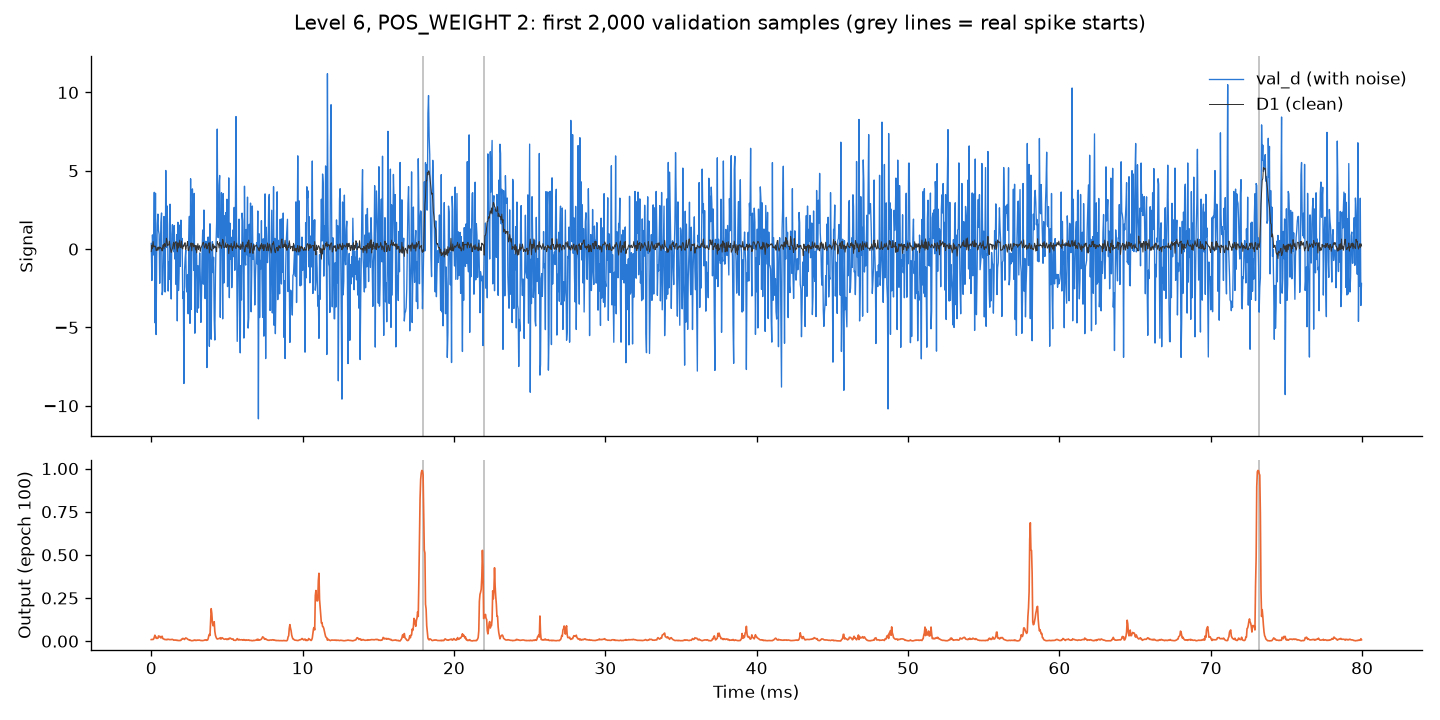 Level 6, POS_WEIGHT 2: first 2,000 validation samples (grey lines = real spike starts)
val_d (with noise)
D1 (clean)
Signal
10
5
0
−5
−10
Output (epoch 100)
1.00
0.75
0.50
0.25
0.00
0 10 20 30 40 50 60 70 80
Time (ms)